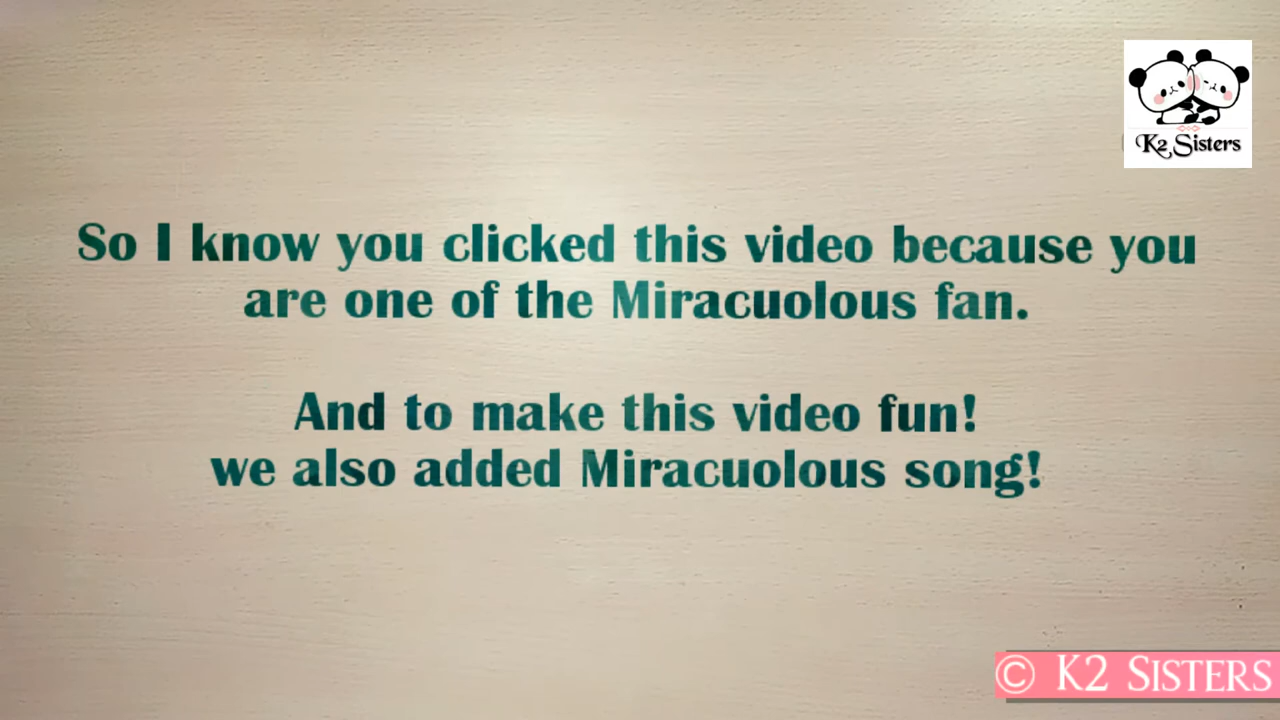 K2 Sisters
So I know you clicked this video because you
are one of the Miracuolous fan.
And to make this video fun!
we also added Miracuolous song!
© K2 SISTERS